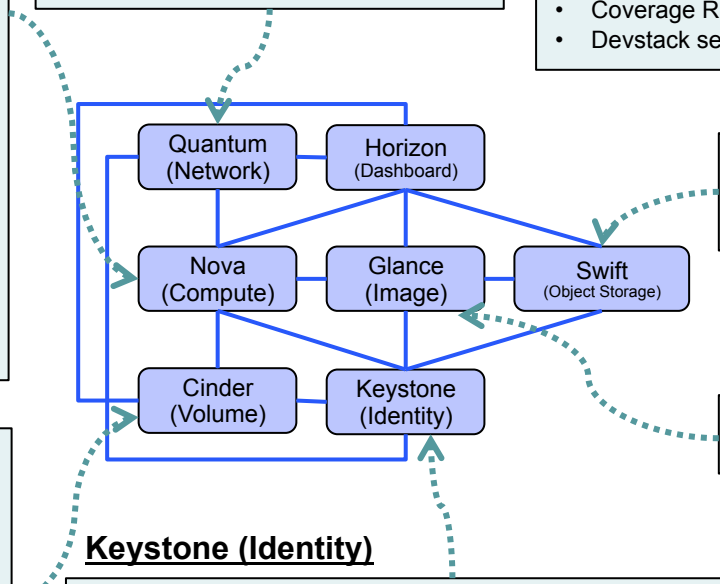 • Coverage R
• Devstack se
Quantum
(Network)
Horizon
(Dashboard)
Nova
(Compute)
Glance
(Image)
Swift
(Object Storage)
Cinder
(Volume)
Keystone
(Identity)
Keystone (Identity)